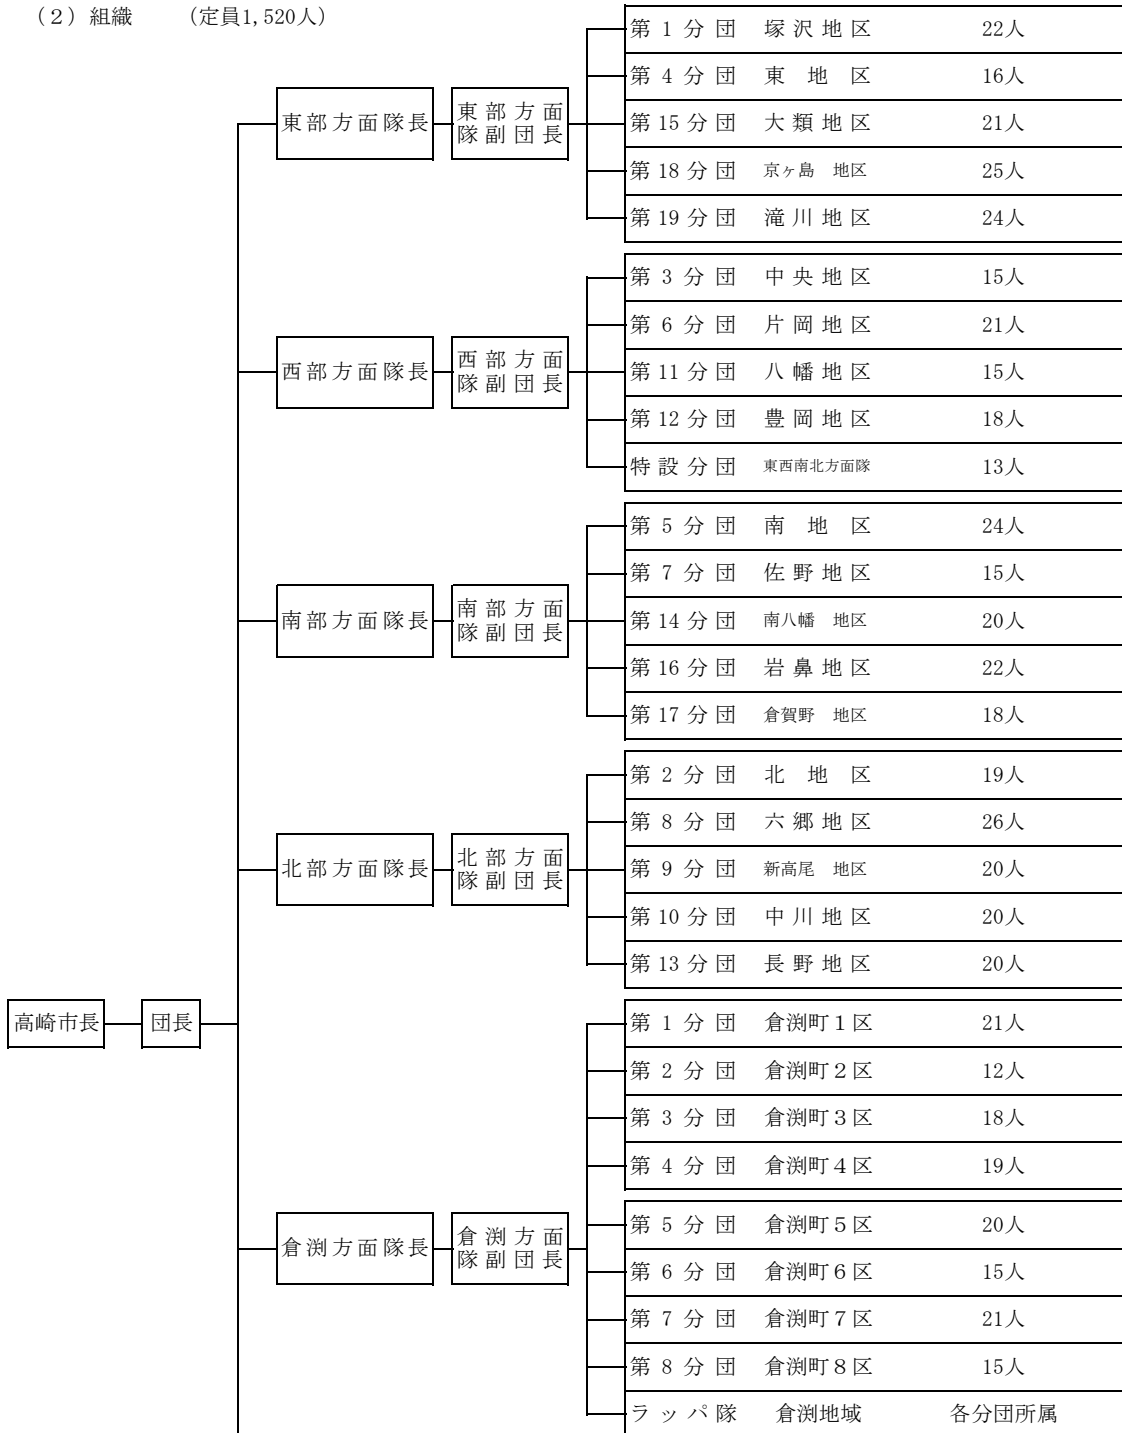 （2）組織　　（定員1,520人）
第 1 分 団　塚 沢 地 区　22人
第 4 分 団　東　地　区　16人
東部方面隊長　東 部 方 面
隊 副 団 長
第 15 分 団　大 類 地 区　21人
第 18 分 団　京ヶ島　地区　25人
第 19 分 団　滝 川 地 区　24人
第 3 分 団　中 央 地 区　15人
第 6 分 団　片 岡 地 区　21人
西部方面隊長　西 部 方 面
隊 副 団 長
第 11 分 団　八 幡 地 区　15人
第 12 分 団　豊 岡 地 区　18人
特 設 分 団　東西南北方面隊　13人
第 5 分 団　南　地　区　24人
第 7 分 団　佐 野 地 区　15人
南部方面隊長　南 部 方 面
隊 副 団 長
第 14 分 団　南八幡　地区　20人
第 16 分 団　岩 鼻 地 区　22人
第 17 分 団　倉賀野　地区　18人
第 2 分 団　北　地　区　19人
第 8 分 団　六 郷 地 区　26人
北部方面隊長　北 部 方 面
隊 副 団 長
第 9 分 団　新高尾　地区　20人
第 10 分 団　中 川 地 区　20人
第 13 分 団　長 野 地 区　20人
高崎市長　団長
第 1 分 団　倉渕町１区　21人
第 2 分 団　倉渕町２区　12人
第 3 分 団　倉渕町３区　18人
第 4 分 団　倉渕町４区　19人
倉渕方面隊長　倉 渕 方 面
隊 副 団 長
第 5 分 団　倉渕町５区　20人
第 6 分 団　倉渕町６区　15人
第 7 分 団　倉渕町７区　21人
第 8 分 団　倉渕町８区　15人
ラ ッ パ 隊　倉渕地域　各分団所属